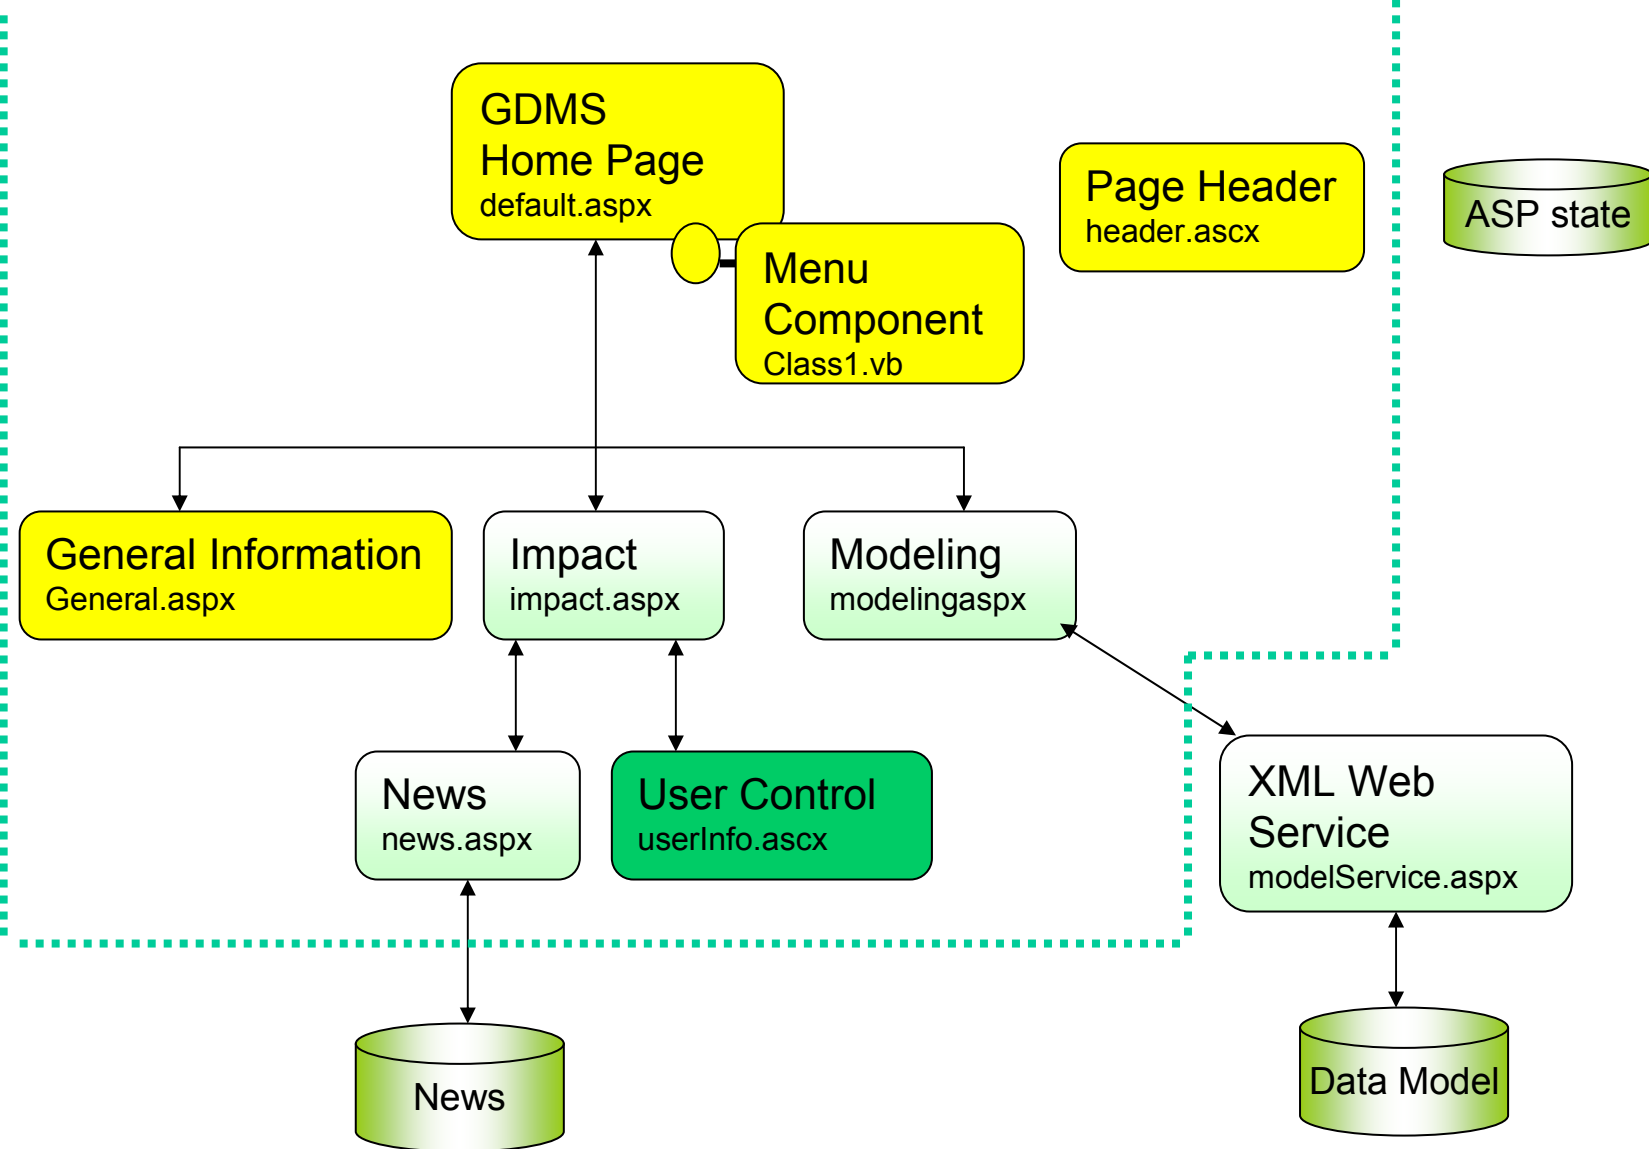 GDMS
Home Page
default.aspx
Page Header
header.ascx
ASP state
Menu
Component
Class1.vb
General Information
General.aspx
Impact
impact.aspx
Modeling
modelingaspx
News
news.aspx
User Control
userInfo.ascx
XML Web
Service
modelService.aspx
News
Data Model